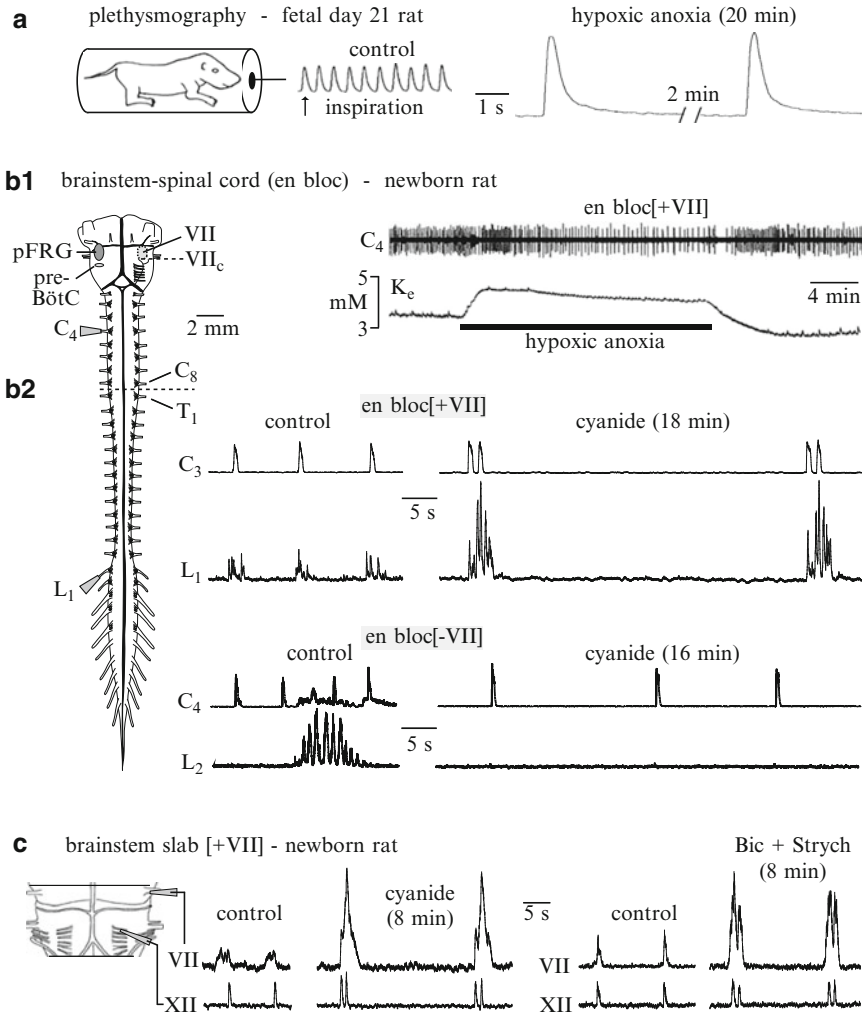 a plethysmography - fetal day 21 rat
hypoxic anoxia (20 min)
control
inspiration
1 s
2 min
b1 brainstem-spinal cord (en bloc) - newborn rat
VII
pFRG
VIIc
pre-
BötC
C4
2 mm
C8
T1
L1
en bloc[+VII]
C4
5
Ke
mM
3
4 min
hypoxic anoxia
b2
en bloc[+VII]
control
cyanide (18 min)
C3
5 s
L1
en bloc[-VII]
control
cyanide (16 min)
C4
5 s
L2
c brainstem slab [+VII] - newborn rat
Bic + Strych
(8 min)
control
cyanide
(8 min)
5 s
control
VII
VII
XII
XII